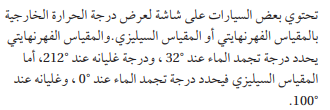 تحتوي بعض السيارات على شاشة لعرض درجة الحرارة الخارجية
بالمقياس الفهرنهايتي أو المقياس السيليزي.والمقياس الفهرنهايتي
يحدد درجة تجمد الماء عند °32 ، ودرجة غليانه عند °212، أما
المقياس السيليزي فيحدد درجة تجمد الماء عند °0 ، وغليانه عند
°100.